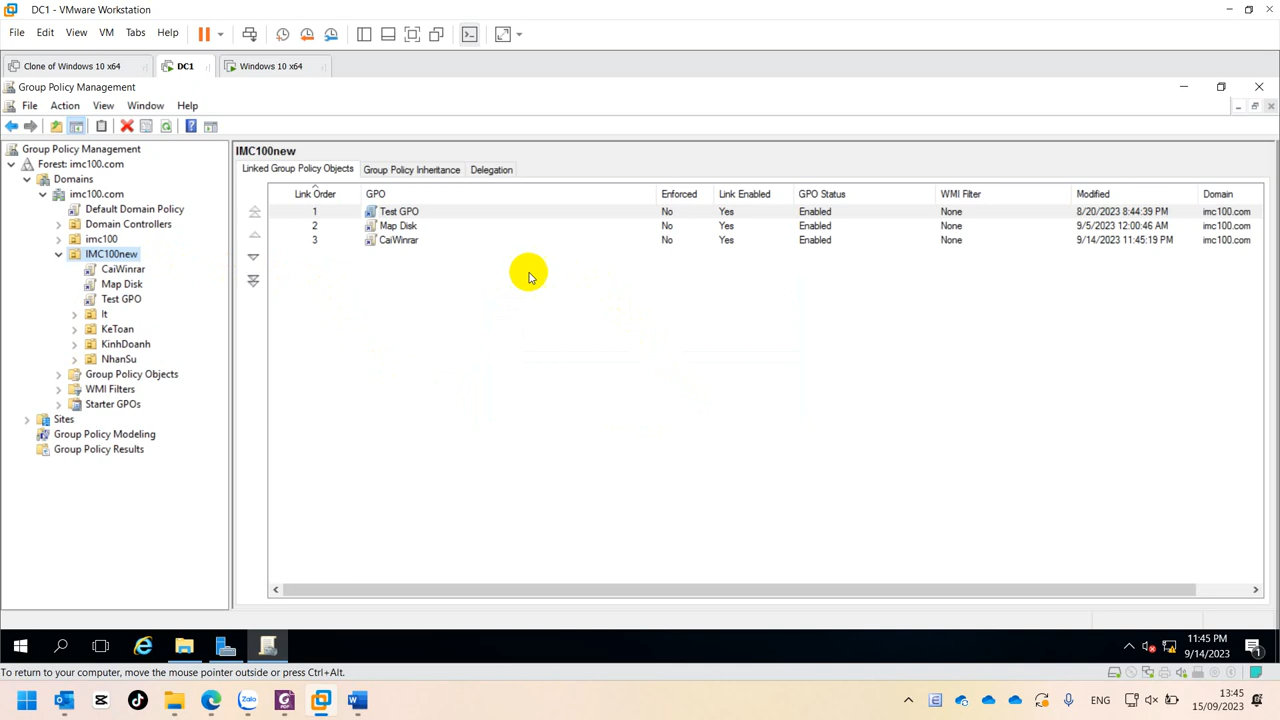 DC1 - VMware Workstation
File Edit View VM Tabs Help
Clone of Windows 10 x64 DC1 Windows 10 x64
Group Policy Management
File Action View Window Help
Group Policy Management
Forest: imc100.com
Domains
imc100.com
Default Domain Policy
Domain Controllers
imc100
IMC100new
CaiWinrar
Map Disk
Test GPO
It
KeToan
KinhDoanh
NhanSu
Group Policy Objects
WMI Filters
Starter GPOs
Sites
Group Policy Modeling
Group Policy Results
IMC100new
Linked Group Policy Objects Group Policy Inheritance Delegation
Link Order GPO Enforced Link Enabled GPO Status WMI Filter Modified Domain
1 Test GPO No Yes Enabled None 8/20/2023 8:44:39 PM imc100.com
2 Map Disk No Yes Enabled None 9/5/2023 12:00:46 AM imc100.com
3 CaiWinrar No Yes Enabled None 9/14/2023 11:45:19 PM imc100.com
11:45 PM
9/14/2023
1
To return to your computer, move the mouse pointer outside or press Ctrl+Alt.
Zalo
PDF
ENG
13:45
15/09/2023